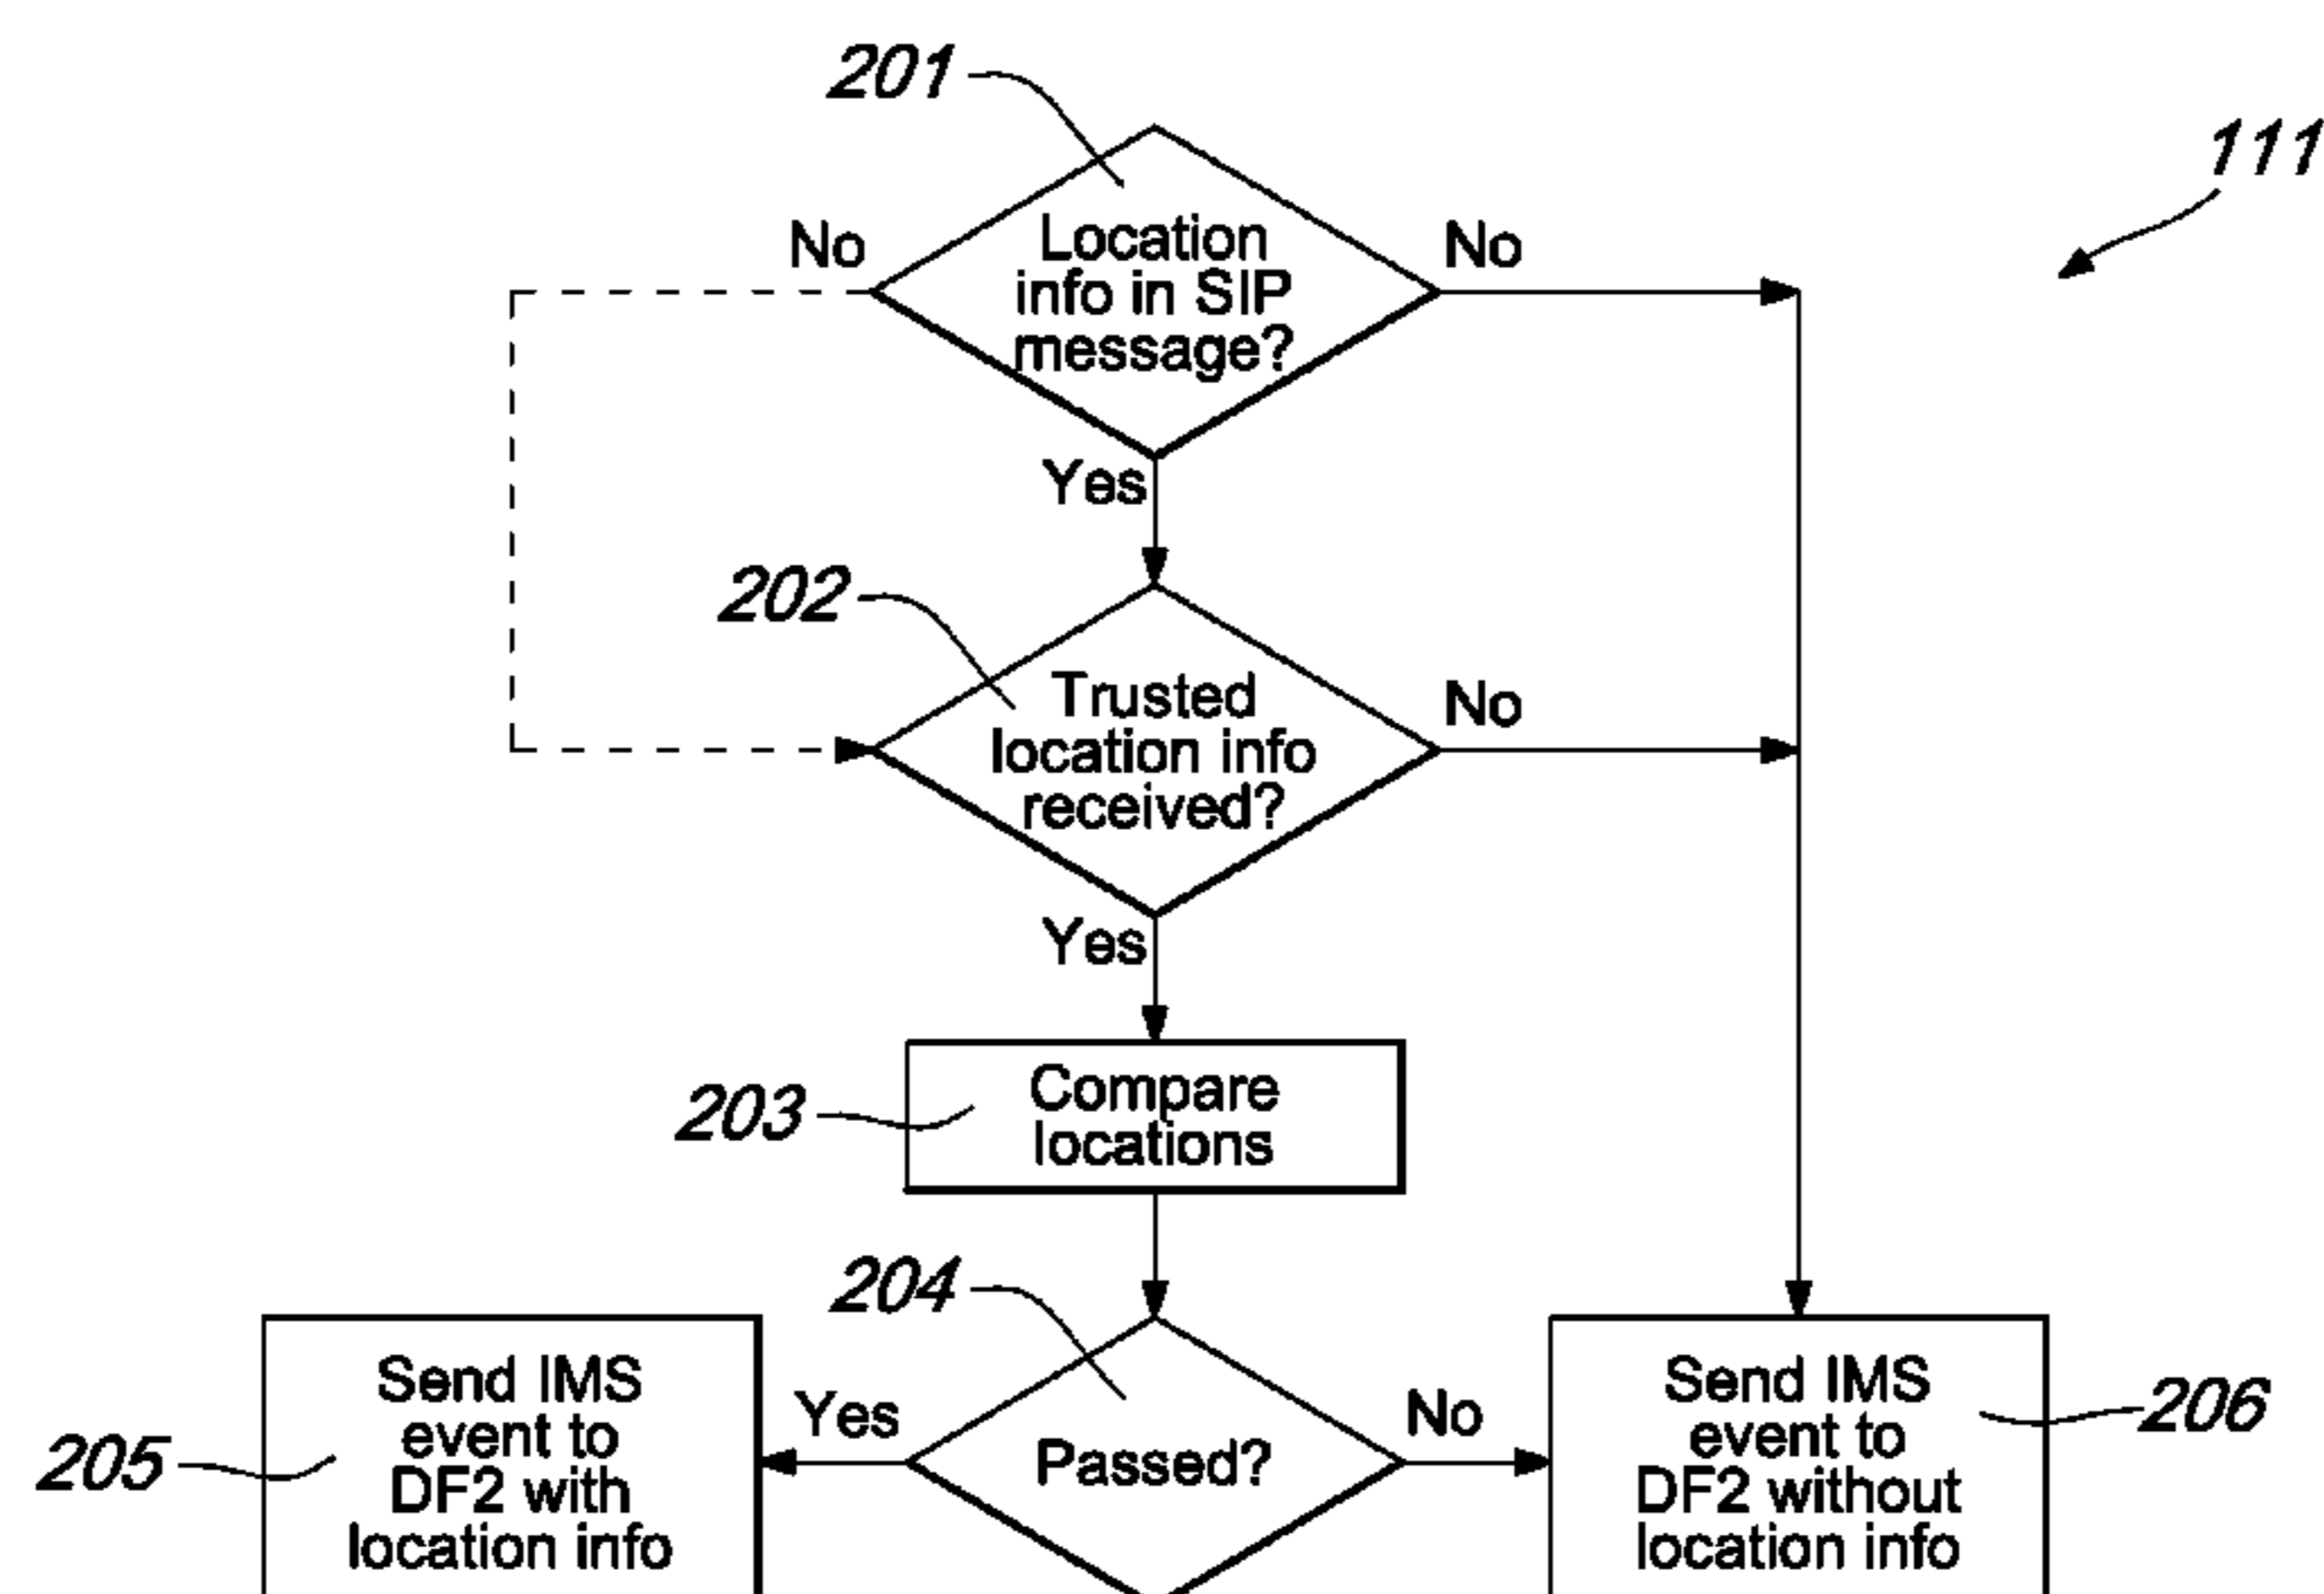 201
111
No
Location
info in SIP
message?
No
Yes
202
Trusted
location info
received?
No
Yes
203
Compare
locations
204
205
Send IMS
event to
DF2 with
location info
Yes
Passed?
No
Send IMS
event to
DF2 without
location info
206